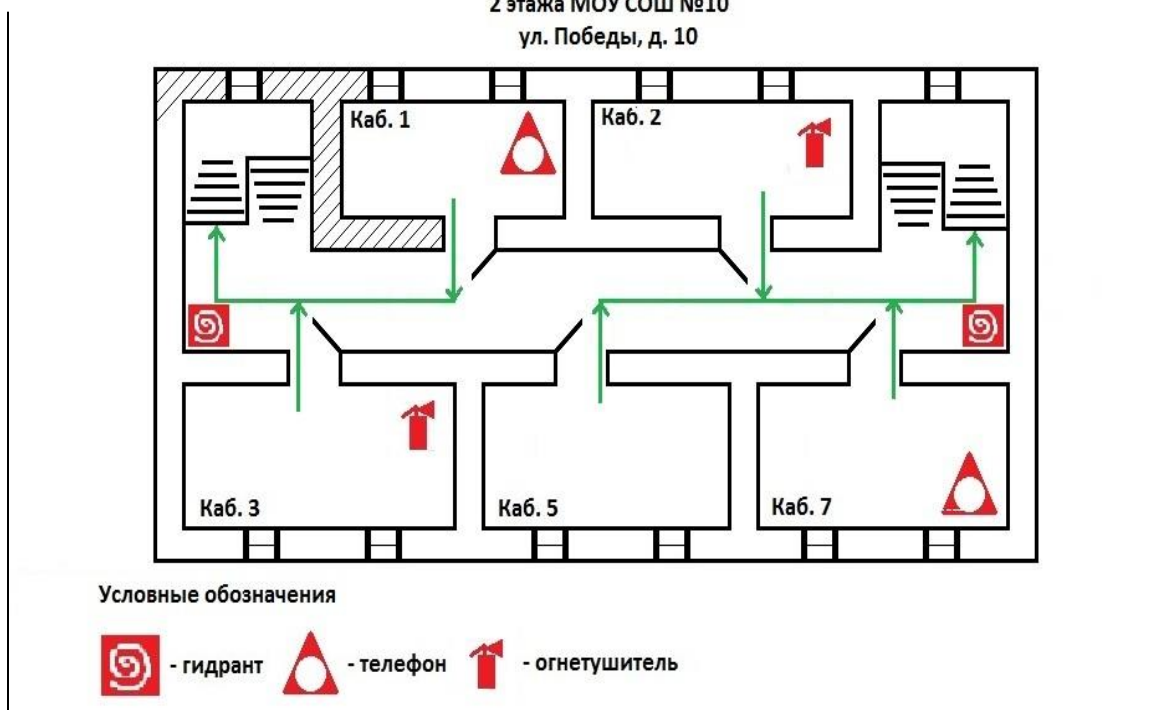 2 этажа МОУ СОШ №10
ул. Победы, д. 10
Каб. 1
Каб. 2
Каб. 3
Каб. 5
Каб. 7
Условные обозначения
- гидрант
- телефон
- огнетушитель